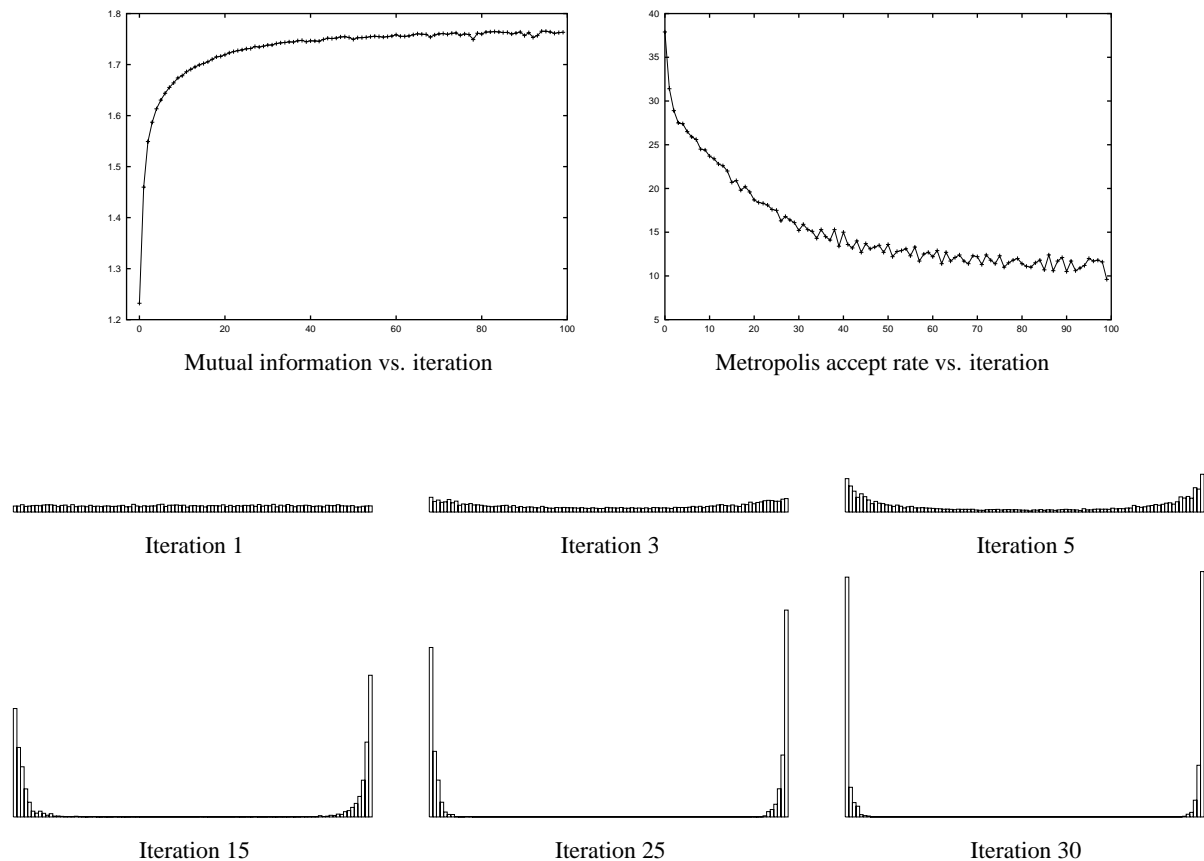 1.8
1.7
1.6
1.5
1.4
1.3
1.2
0 20 40 60 80 100
Mutual information vs. iteration
40
35
30
25
20
15
10
5
0 10 20 30 40 50 60 70 80 90 100
Metropolis accept rate vs. iteration
Iteration 1
Iteration 3
Iteration 5
Iteration 15
Iteration 25
Iteration 30